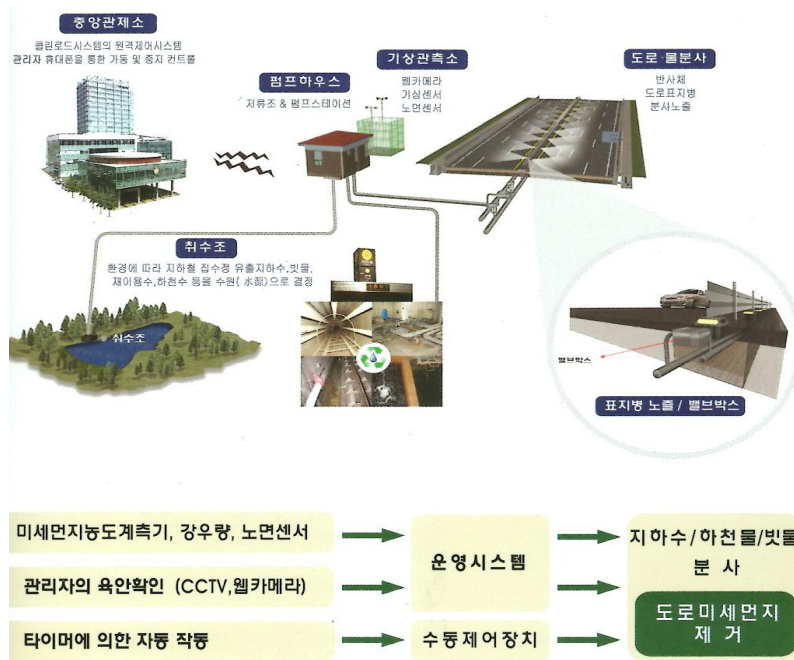 중앙관제소
클린로드시스템의 원격제어시스템
관리자 휴대폰을 통한 가동 및 중지 컨트롤
펌프하우스
저류조 & 펌프스테이션
기상관측소
웹카메라
기상센서
노면센서
도로·물분사
반사체
도로표지병
분사노즐
취수조
환경에 따라 지하철 집수정 유출지하수,빗물,
재이용수,하천수 등을 수원(水源)으로 결정
취수조
밸브박스
표지병 노즐 / 밸브박스
미세먼지농도계측기, 강우량, 노면센서
운영시스템
지하수/하천물/빗물
분 사
관리자의 육안확인 (CCTV,웹카메라)
도로미세먼지
제 거
타이머에 의한 자동 작동
수동제어장치